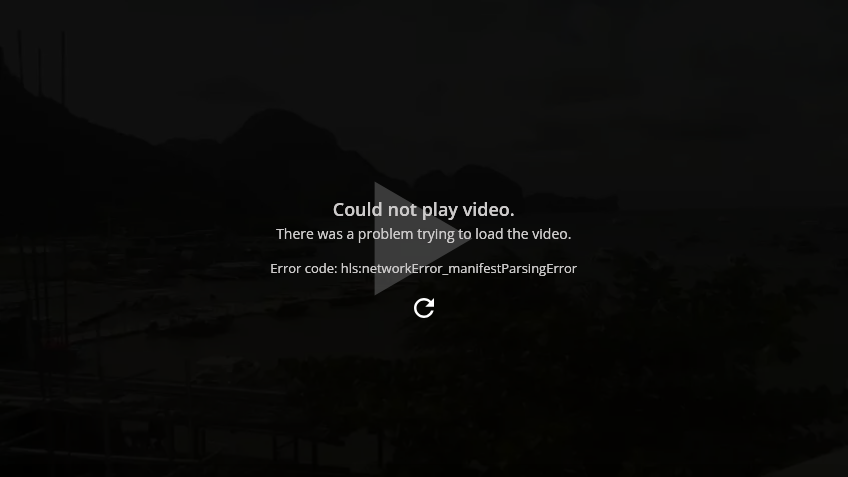 Could not play video.
There was a problem trying to load the video.
Error code: hls:networkError_manifestParsingError